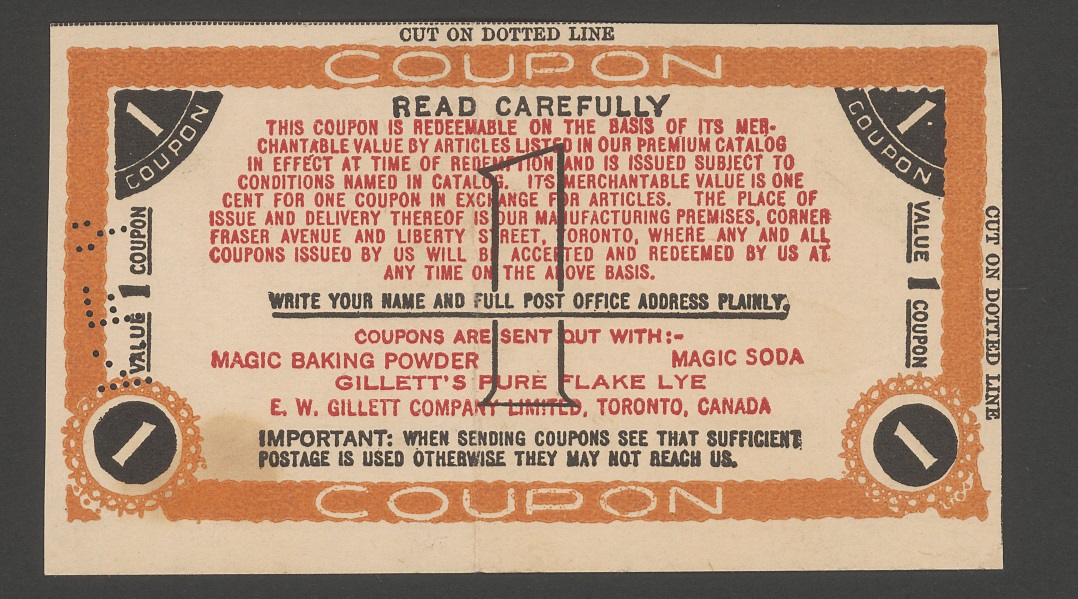 CUT ON DOTTED LINE
COUPON
1 COUPON
1 COUPON
READ CAREFULLY
THIS COUPON IS REDEEMABLE ON THE BASIS OF ITS MER-
CHANTABLE VALUE BY ARTICLES LISTED IN OUR PREMIUM CATALOG
IN EFFECT AT TIME OF REDEMPTION AND IS ISSUED SUBJECT TO
CONDITIONS NAMED IN CATALOG. ITS MERCHANTABLE VALUE IS ONE
CENT FOR ONE COUPON IN EXCHANGE FOR ARTICLES. THE PLACE OF
ISSUE AND DELIVERY THEREOF IS OUR MANUFACTURING PREMISES, CORNER
FRASER AVENUE AND LIBERTY STREET, TORONTO, WHERE ANY AND ALL
COUPONS ISSUED BY US WILL BE ACCEPTED AND REDEEMED BY US AT
ANY TIME ON THE ABOVE BASIS.
1
WRITE YOUR NAME AND FULL POST OFFICE ADDRESS PLAINLY.
COUPONS ARE SENT OUT WITH:-
MAGIC BAKING POWDER MAGIC SODA
GILLETT'S PURE FLAKE LYE
E. W. GILLETT COMPANY LIMITED, TORONTO, CANADA
IMPORTANT: WHEN SENDING COUPONS SEE THAT SUFFICIENT
POSTAGE IS USED OTHERWISE THEY MAY NOT REACH US.
VALUE 1 COUPON
VALUE 1 COUPON
CUT ON DOTTED LINE
1
1
COUPON